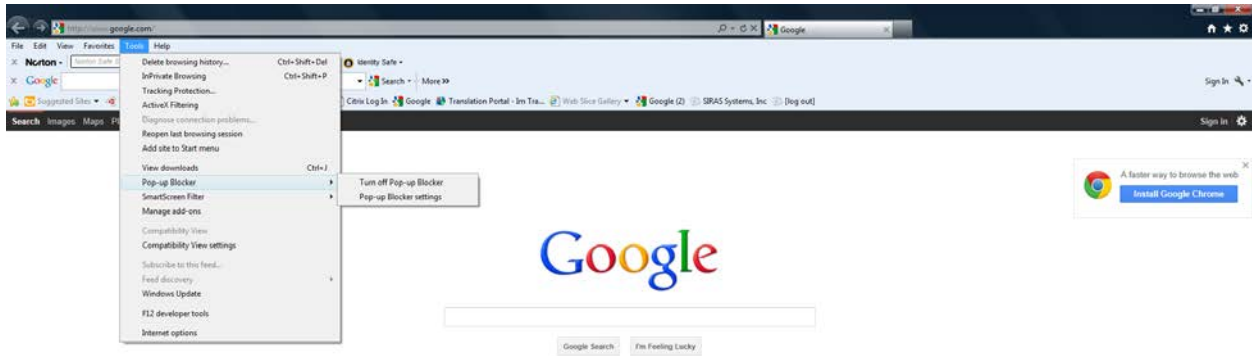 http://www.google.com/
Google
File Edit View Favorites Tools Help
Norton Identity Safe
Google Search More »
Sign In
Suggested Sites Citrix Log In Google Translation Portal - Im Tra... Web Slice Gallery Google (2) SIRAS Systems, Inc [log out]
Search Images Maps
Sign in
Delete browsing history... Ctrl+Shift+Del
InPrivate Browsing Ctrl+Shift+P
Tracking Protection...
ActiveX Filtering
Diagnose connection problems...
Reopen last browsing session
Add site to Start menu
View downloads Ctrl+J
Pop-up Blocker
Turn off Pop-up Blocker
SmartScreen Filter
Pop-up Blocker settings
Manage add-ons
Compatibility View
Compatibility View settings
Subscribe to this feed...
Feed discovery
Windows Update
F12 developer tools
Internet options
A faster way to browse the web
Install Google Chrome
Google
Google Search I'm Feeling Lucky